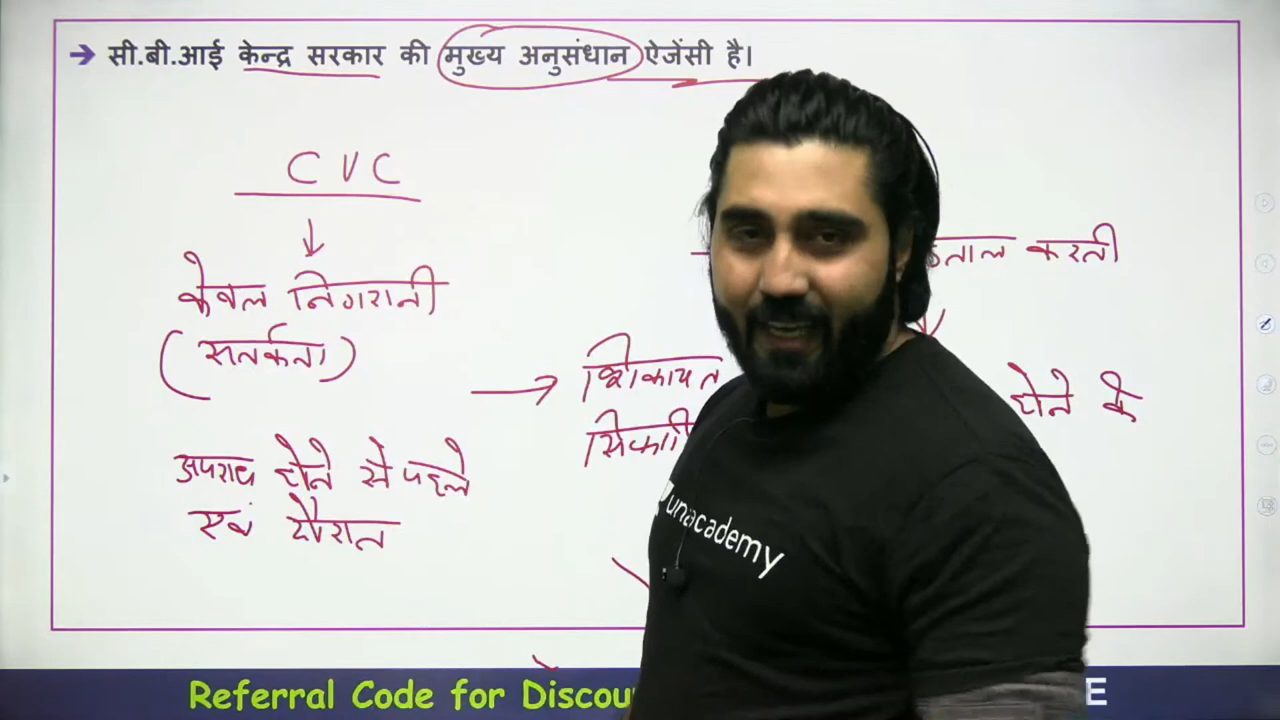 ➔ सी.बी.आई केन्द्र सरकार की मुख्य अनुसंधान ऐजेंसी है।
CVC
केवल निगरानी
(सतर्कता)
अपराध होने से पहले
एवं दौरान
ताल करती
शिकायत
होने के
unacademy
Referral Code for Discou
E